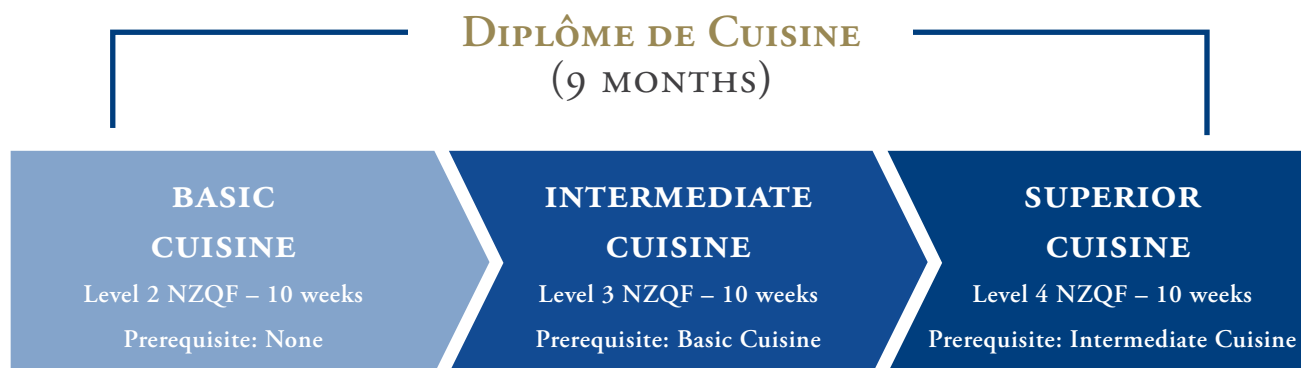 Diplôme de Cuisine
(9 months)
BASIC
CUISINE
Level 2 NZQF – 10 weeks
Prerequisite: None
INTERMEDIATE
CUISINE
Level 3 NZQF – 10 weeks
Prerequisite: Basic Cuisine
SUPERIOR
CUISINE
Level 4 NZQF – 10 weeks
Prerequisite: Intermediate Cuisine